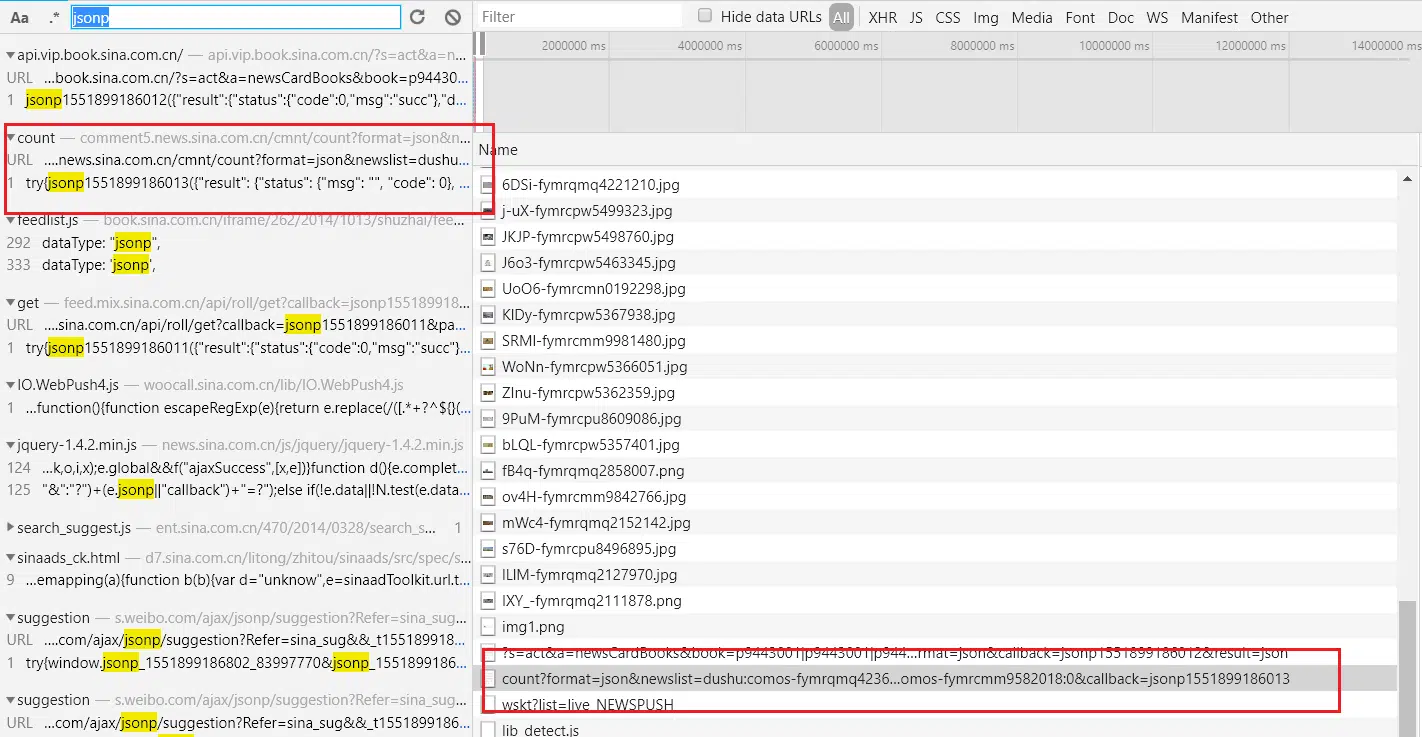 Aa .* jsonp
Filter Hide data URLs All XHR JS CSS Img Media Font Doc WS Manifest Other
2000000 ms 4000000 ms 6000000 ms 8000000 ms 10000000 ms 12000000 ms 14000000 ms
▼api.vip.book.sina.com.cn/ — api.vip.book.sina.com.cn/?s=act&a=n...
URL ...book.sina.com.cn/?s=act&a=newsCardBooks&book=p94430...
1 jsonp1551899186012({"result":{"status":{"code":0,"msg":"succ"},"d...
▼count — comment5.news.sina.com.cn/cmnt/count?format=json&n...
URL ....news.sina.com.cn/cmnt/count?format=json&newslist=dushu...
1 try{jsonp1551899186013({"result": {"status": {"msg": "", "code": 0}, ...
▼feedlist.js — book.sina.com.cn/iframe/262/2014/1013/shuzhai/fee...
292 dataType: "jsonp",
333 dataType: 'jsonp',
▼get — feed.mix.sina.com.cn/api/roll/get?callback=jsonp155189918...
URL ....sina.com.cn/api/roll/get?callback=jsonp1551899186011&pa...
1 try{jsonp1551899186011({"result":{"status":{"code":0,"msg":"succ"}...
▼IO.WebPush4.js — woocall.sina.com.cn/lib/IO.WebPush4.js
1 ...function(){function escapeRegExp(e){return e.replace(/([.*+?^${}(...
▼jquery-1.4.2.min.js — news.sina.com.cn/js/jquery/jquery-1.4.2.min.js
124 ...k,o,i,x);e.global&&f("ajaxSuccess",[x,e])}function d(){e.complet...
125 "&":"?")+(e.jsonp||"callback")+"=?");else if(!e.data||!N.test(e.data...
▶search_suggest.js — ent.sina.com.cn/470/2014/0328/search_s... 1
▼sinaads_ck.html — d7.sina.com.cn/litong/zhitou/sinaads/src/spec/s...
9 ...emapping(a){function b(b){var d="unknow",e=sinaadToolkit.url.t...
▼suggestion — s.weibo.com/ajax/jsonp/suggestion?Refer=sina_sug...
URL ....com/ajax/jsonp/suggestion?Refer=sina_sug&&_t155189918...
1 try{window.jsonp_1551899186802_83997770&jsonp_1551899186...
▼suggestion — s.weibo.com/ajax/jsonp/suggestion?Refer=sina_sug...
URL ...com/ajax/jsonp/suggestion?Refer=sina_sug&&_t155189918...
Name
6DSi-fymrqmq4221210.jpg
j-uX-fymrcpw5499323.jpg
JKJP-fymrcpw5498760.jpg
J6o3-fymrcpw5463345.jpg
UoO6-fymrcmn0192298.jpg
KIDy-fymrcpw5367938.jpg
SRMI-fymrcmm9981480.jpg
WoNn-fymrcpw5366051.jpg
ZInu-fymrcpw5362359.jpg
9PuM-fymrcpu8609086.jpg
bLQL-fymrcpw5357401.jpg
fB4q-fymrqmq2858007.png
ov4H-fymrcmm9842766.jpg
mWc4-fymrqmq2152142.jpg
s76D-fymrcpu8496895.jpg
ILIM-fymrqmq2127970.jpg
IXY_-fymrqmq2111878.png
img1.png
?s=act&a=newsCardBooks&book=p9443001|p9443001|p944...rmat=json&callback=jsonp1551899186012&result=json
count?format=json&newslist=dushu:comos-fymrqmq4236...omos-fymrcmm9582018:0&callback=jsonp1551899186013
wskt?list=live_NEWSPUSH
lib_detect.js